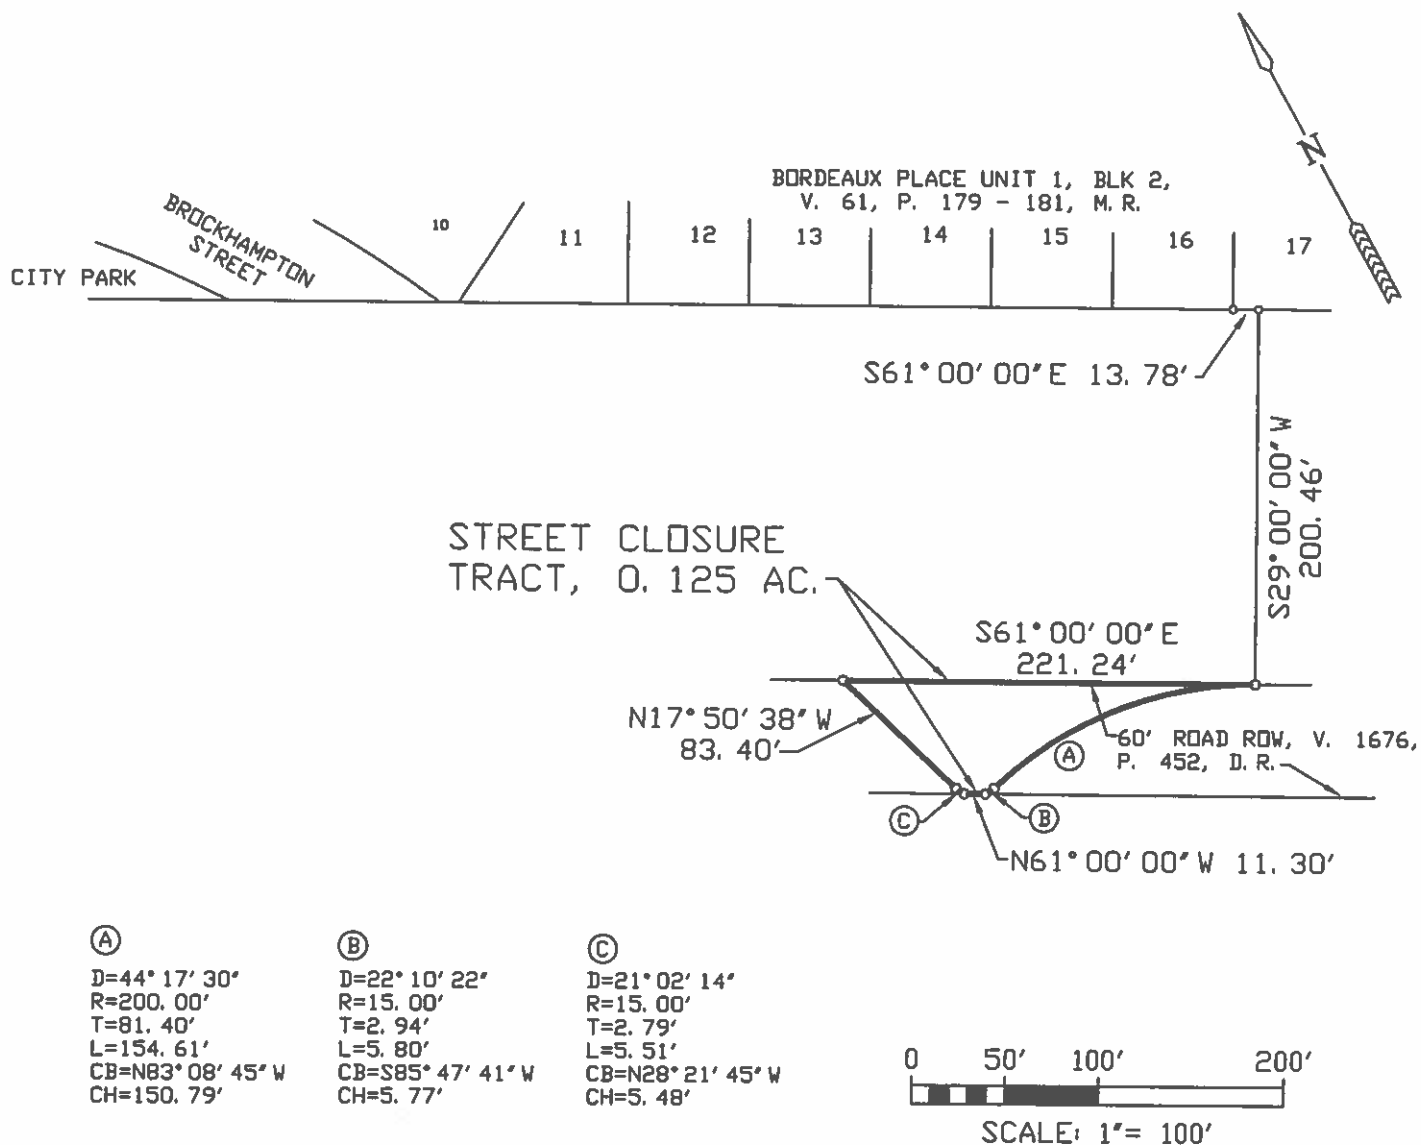 N
BORDEAUX PLACE UNIT 1, BLK 2,
V. 61, P. 179 - 181, M.R.
BROCKHAMPTON
STREET
CITY PARK
10
11
12
13
14
15
16
17
S61°00'00"E 13.78'
S29°00'00"W
200.46'
STREET CLOSURE
TRACT, 0.125 AC.
S61°00'00"E
221.24'
N17°50'38"W
83.40'
A
60' ROAD ROW, V. 1676,
P. 452, D.R.
C
B
N61°00'00"W 11.30'
A
D=44°17'30"
R=200.00'
T=81.40'
L=154.61'
CB=N83°08'45"W
CH=150.79'
B
D=22°10'22"
R=15.00'
T=2.94'
L=5.80'
CB=S85°47'41"W
CH=5.77'
C
D=21°02'14"
R=15.00'
T=2.79'
L=5.51'
CB=N28°21'45"W
CH=5.48'
0 50' 100' 200'
SCALE: 1"= 100'